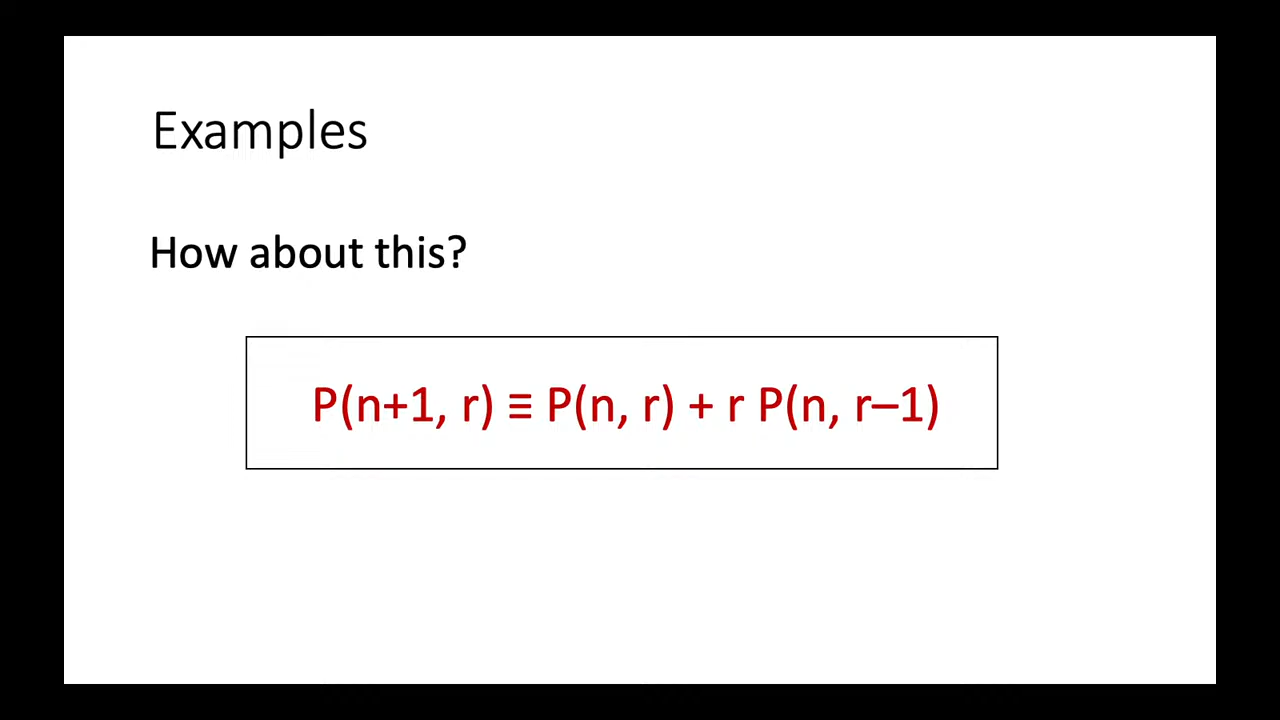 Examples
How about this?
P(n+1, r) ≡ P(n, r) + r P(n, r–1)